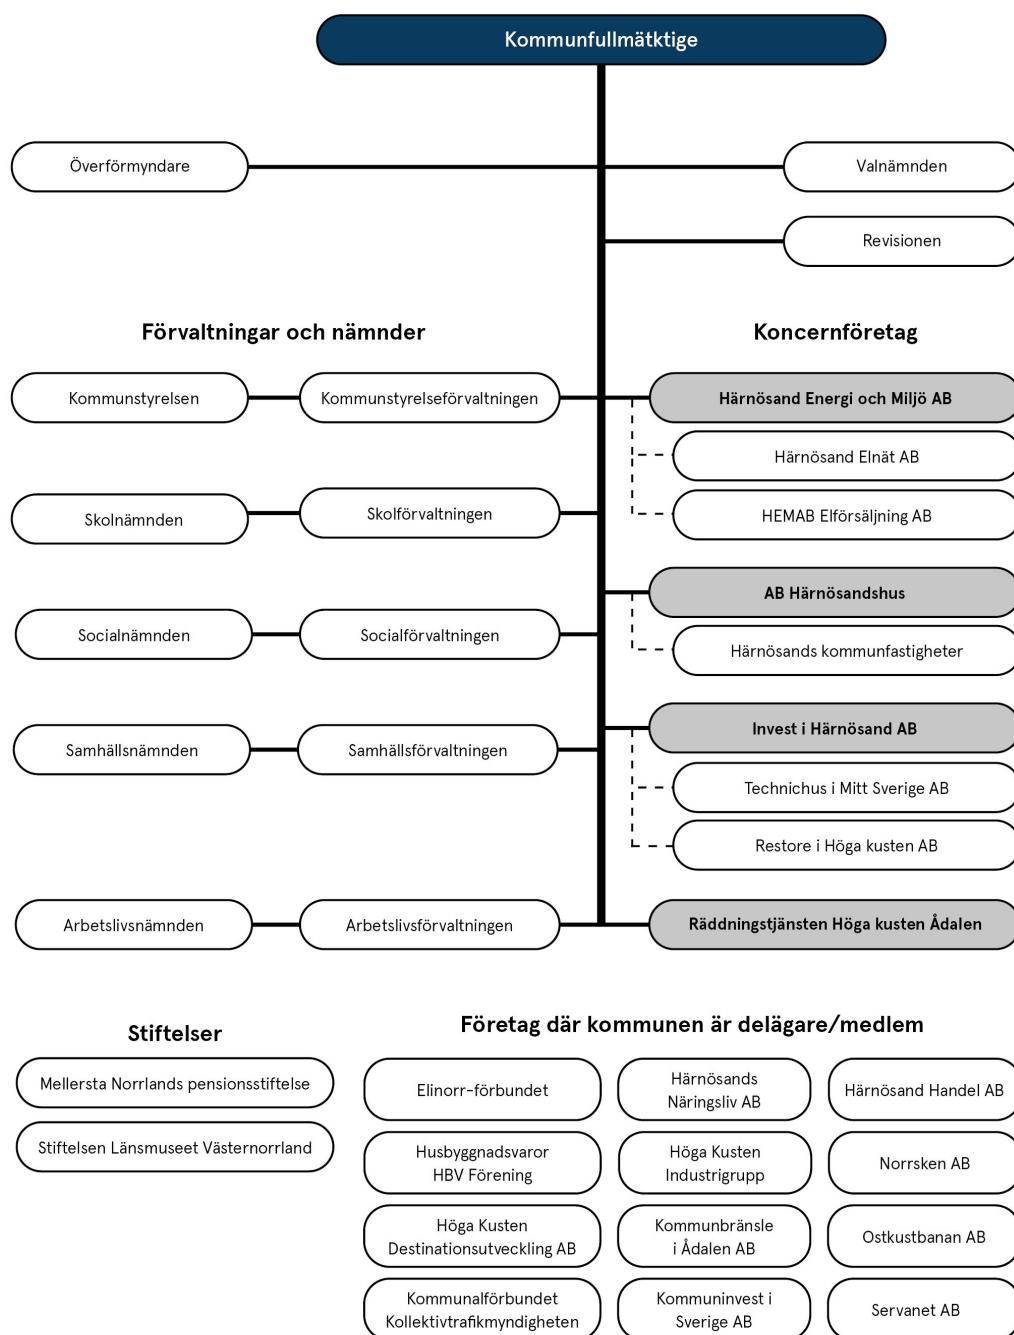 Kommunfullmätktige
Överförmyndare
Valnämnden
Revisionen
Förvaltningar och nämnder
Koncernföretag
Kommunstyrelsen
Kommunstyrelseförvaltningen
Härnösand Energi och Miljö AB
Härnösand Elnät AB
HEMAB Elförsäljning AB
Skolnämnden
Skolförvaltningen
AB Härnösandshus
Härnösands kommunfastigheter
Socialnämnden
Socialförvaltningen
Invest i Härnösand AB
Technichus i Mitt Sverige AB
Restore i Höga kusten AB
Samhällsnämnden
Samhällsförvaltningen
Arbetslivsnämnden
Arbetslivsförvaltningen
Räddningstjänsten Höga kusten Ådalen
Stiftelser
Mellersta Norrlands pensionsstiftelse
Stiftelsen Länsmuseet Västernorrland
Företag där kommunen är delägare/medlem
Elinorr-förbundet
Härnösands
Näringsliv AB
Härnösand Handel AB
Husbyggnadsvaror
HBV Förening
Höga Kusten
Industrigrupp
Norrsken AB
Höga Kusten
Destinationsutveckling AB
Kommunbränsle
i Ådalen AB
Ostkustbanan AB
Kommunalförbundet
Kollektivtrafikmyndigheten
Kommuninvest i
Sverige AB
Servanet AB